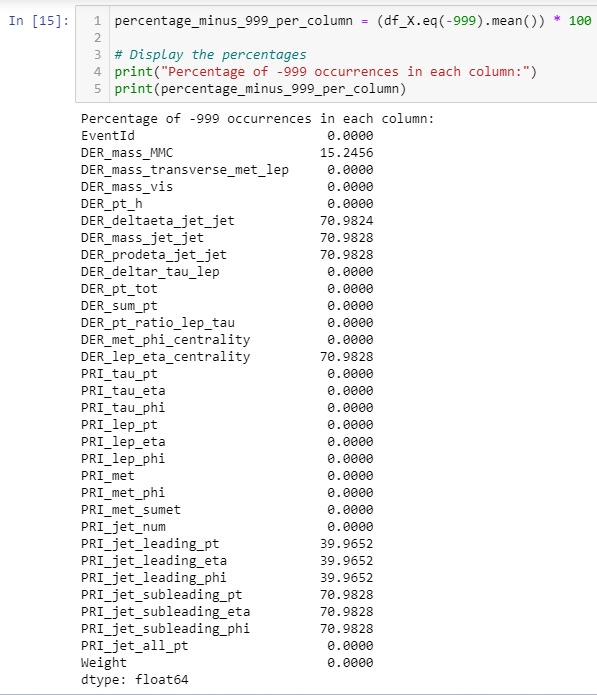 In [15]:
1 percentage_minus_999_per_column = (df_X.eq(-999).mean()) * 100
2
3 # Display the percentages
4 print("Percentage of -999 occurrences in each column:")
5 print(percentage_minus_999_per_column)
Percentage of -999 occurrences in each column:
EventId 0.0000
DER_mass_MMC 15.2456
DER_mass_transverse_met_lep 0.0000
DER_mass_vis 0.0000
DER_pt_h 0.0000
DER_deltaeta_jet_jet 70.9824
DER_mass_jet_jet 70.9828
DER_prodeta_jet_jet 70.9828
DER_deltar_tau_lep 0.0000
DER_pt_tot 0.0000
DER_sum_pt 0.0000
DER_pt_ratio_lep_tau 0.0000
DER_met_phi_centrality 0.0000
DER_lep_eta_centrality 70.9828
PRI_tau_pt 0.0000
PRI_tau_eta 0.0000
PRI_tau_phi 0.0000
PRI_lep_pt 0.0000
PRI_lep_eta 0.0000
PRI_lep_phi 0.0000
PRI_met 0.0000
PRI_met_phi 0.0000
PRI_met_sumet 0.0000
PRI_jet_num 0.0000
PRI_jet_leading_pt 39.9652
PRI_jet_leading_eta 39.9652
PRI_jet_leading_phi 39.9652
PRI_jet_subleading_pt 70.9828
PRI_jet_subleading_eta 70.9828
PRI_jet_subleading_phi 70.9828
PRI_jet_all_pt 0.0000
Weight 0.0000
dtype: float64